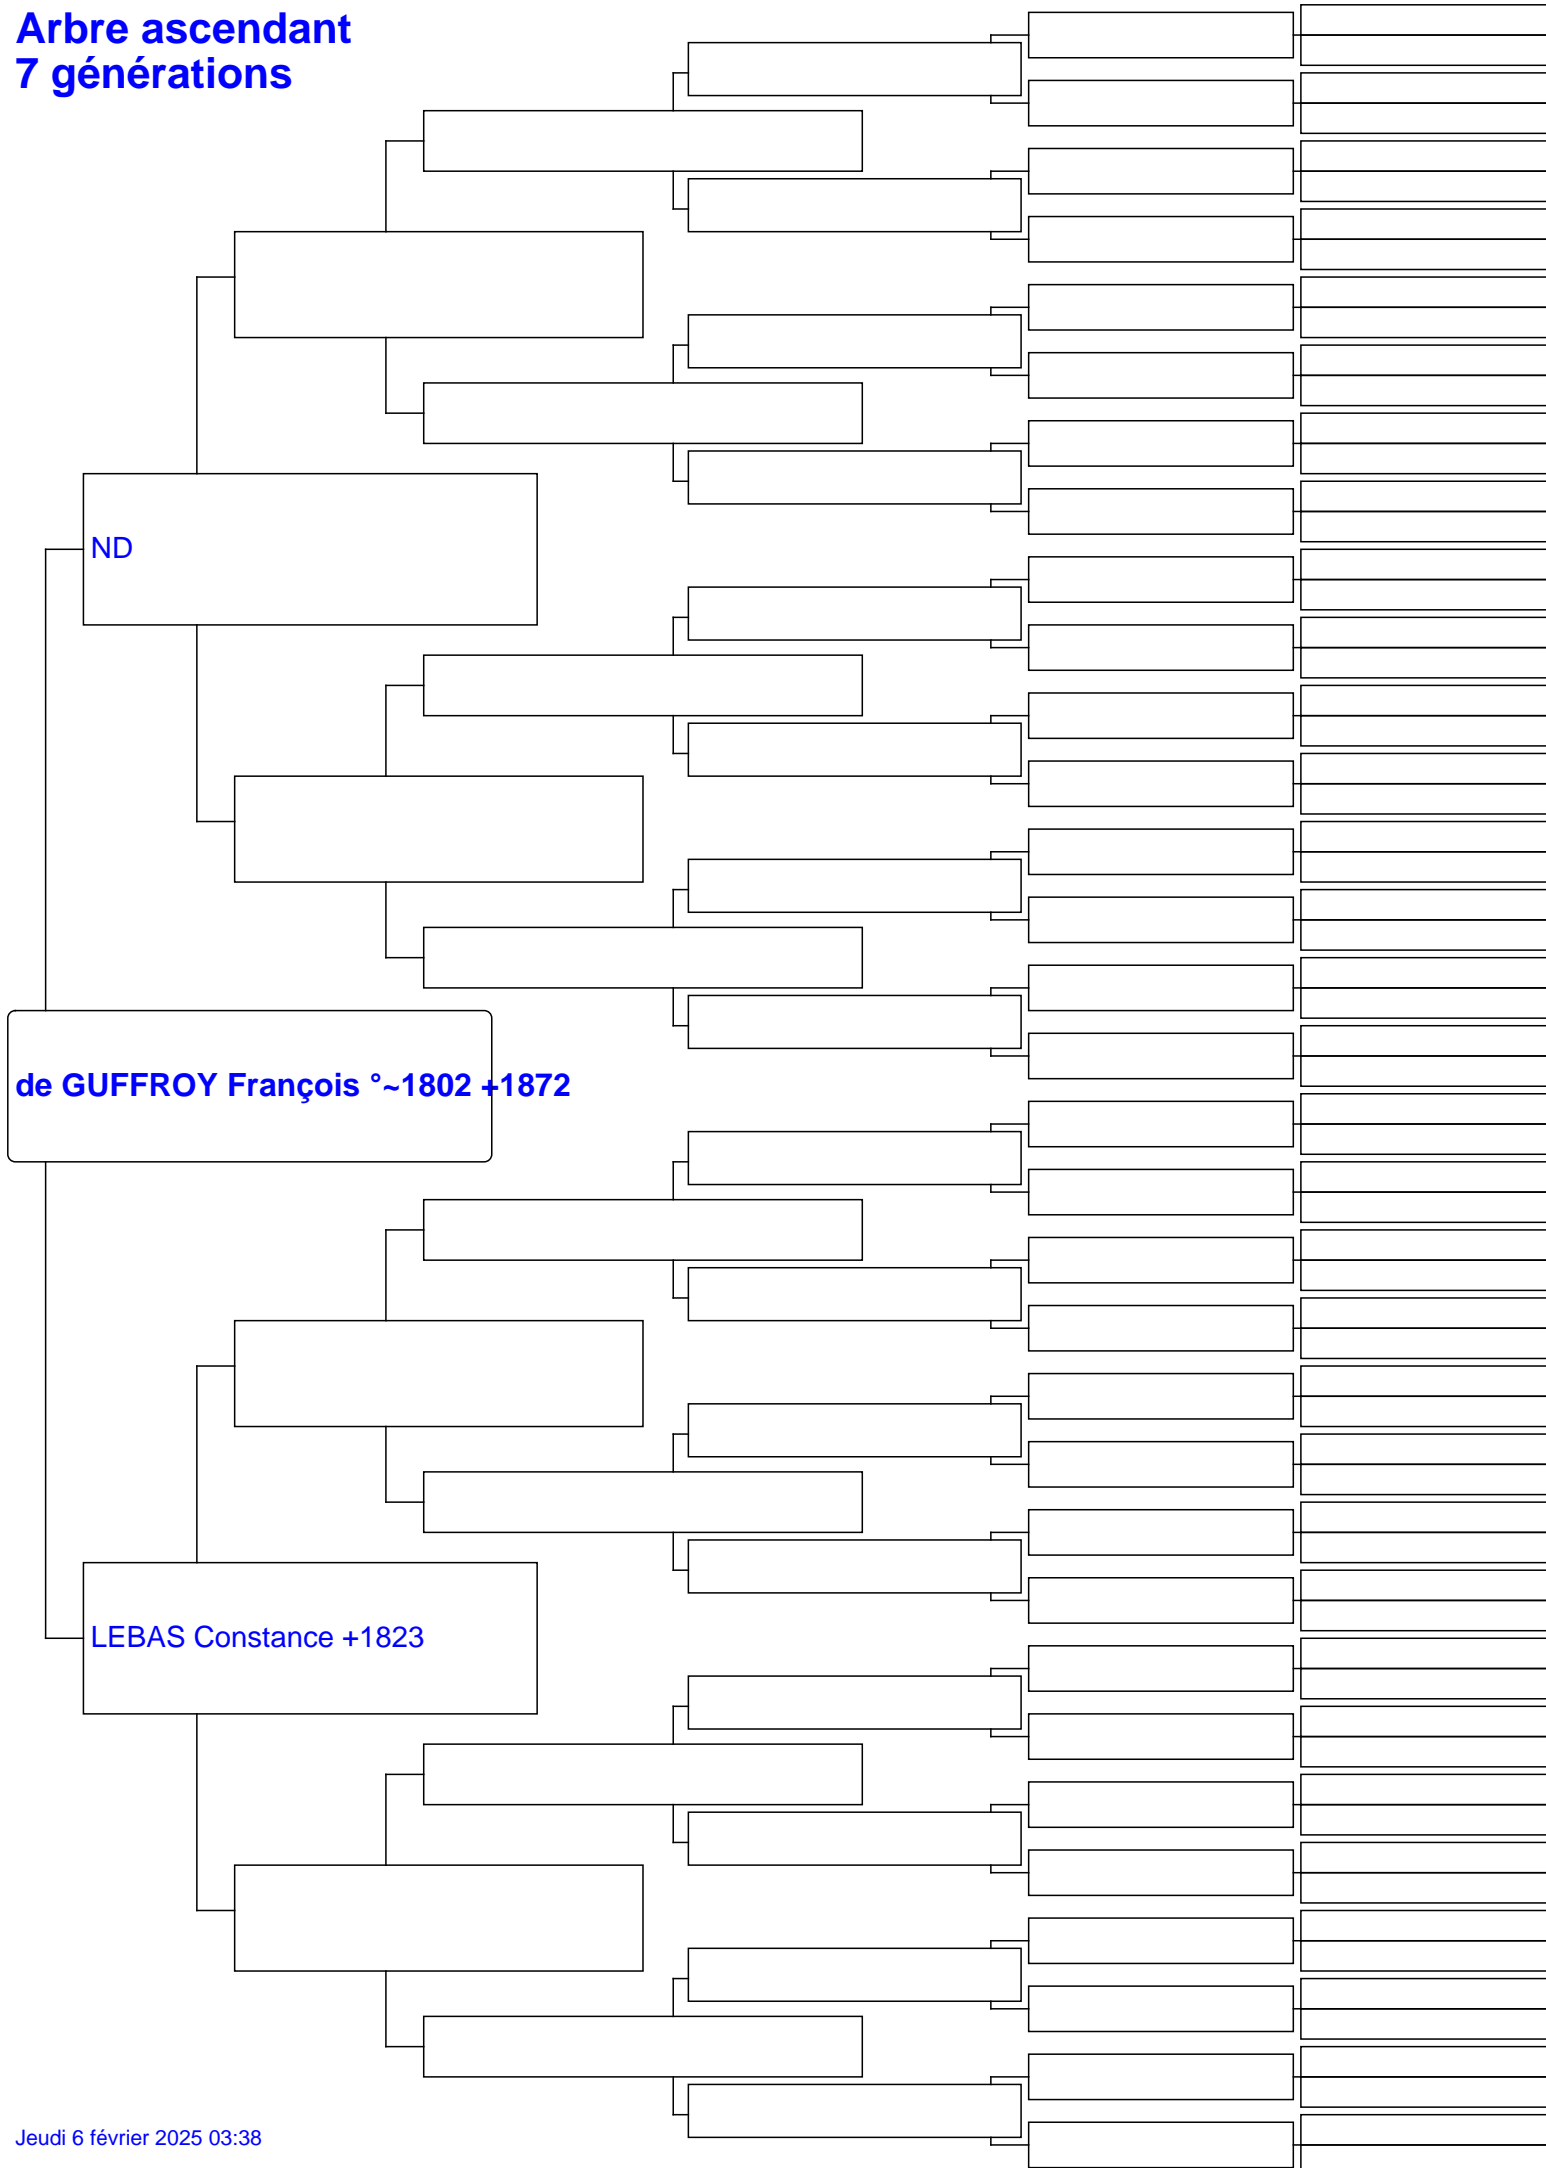 Arbre ascendant
7 générations
ND
de GUFFROY François °~1802 +1872
LEBAS Constance +1823
Jeudi 6 février 2025 03:38